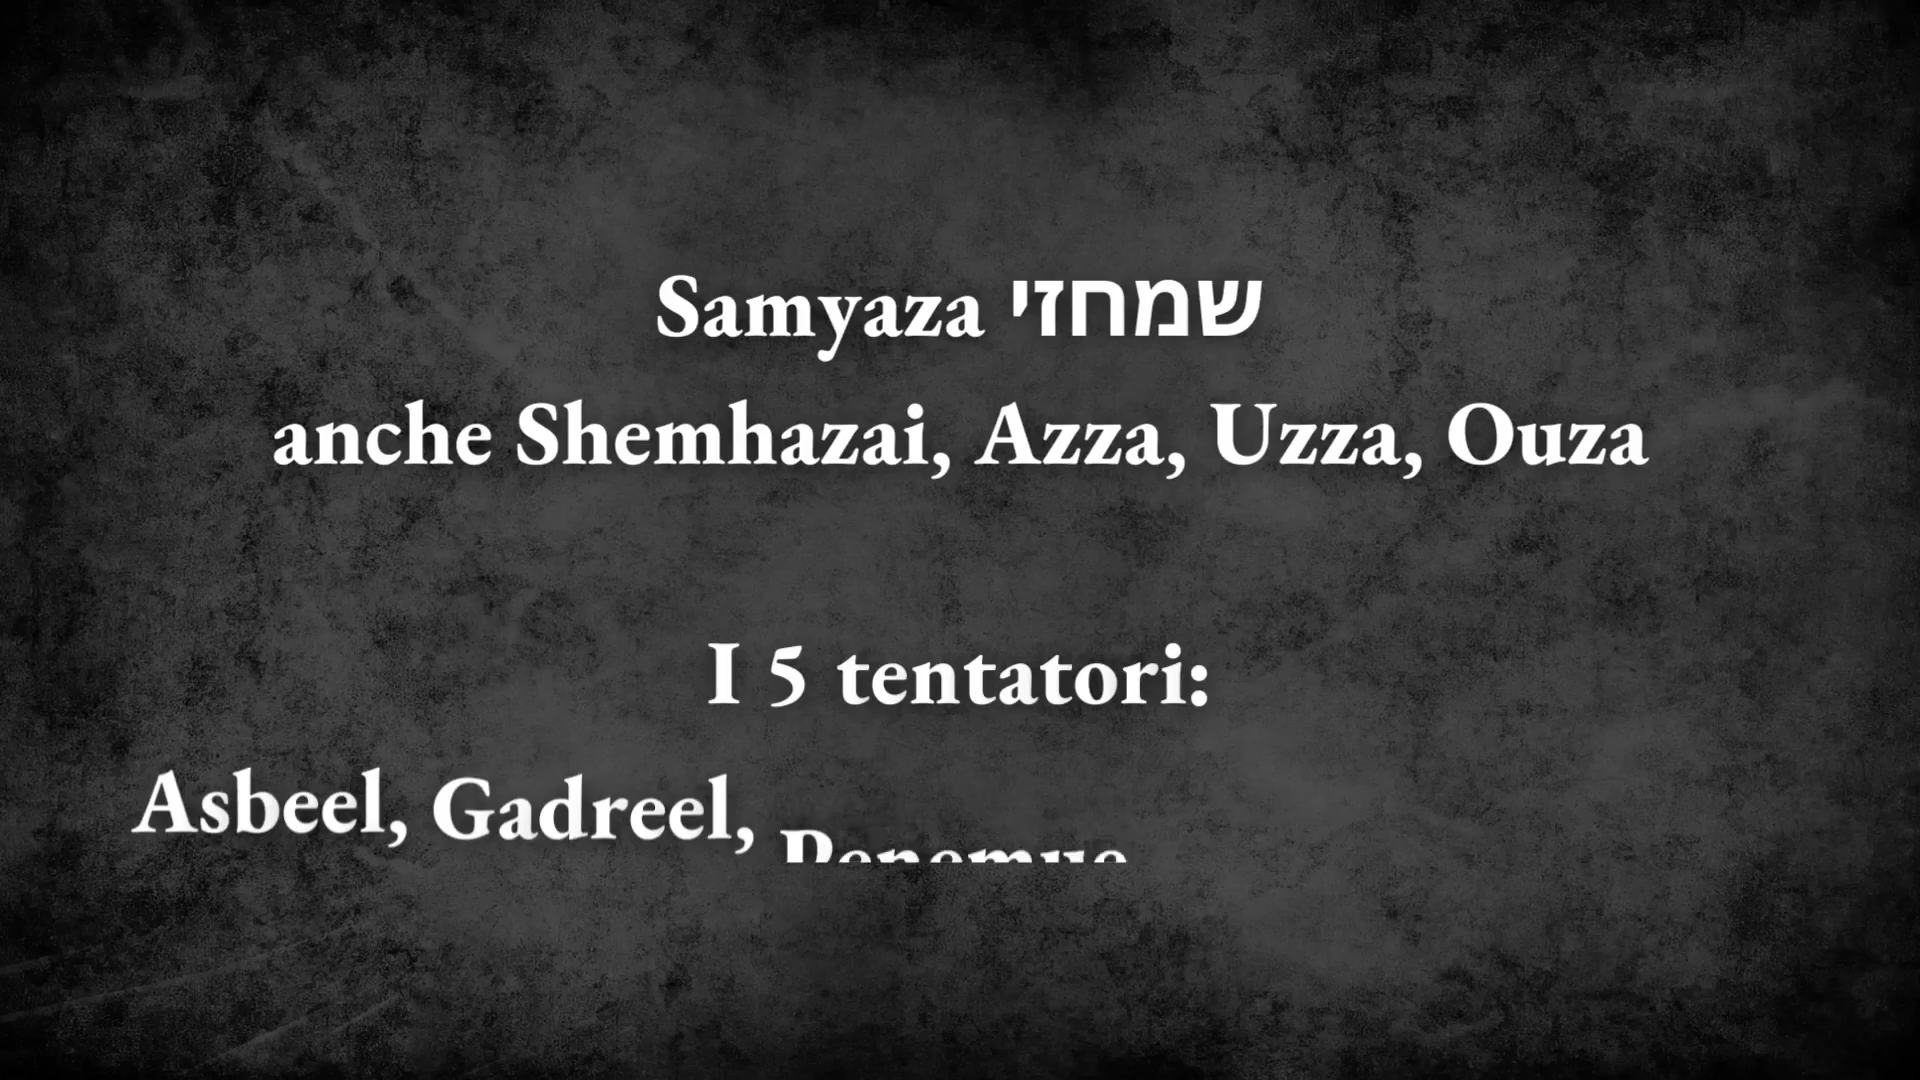 Samyaza שמחזי
anche Shemhazai, Azza, Uzza, Ouza
I 5 tentatori:
Asbeel, Gadreel,